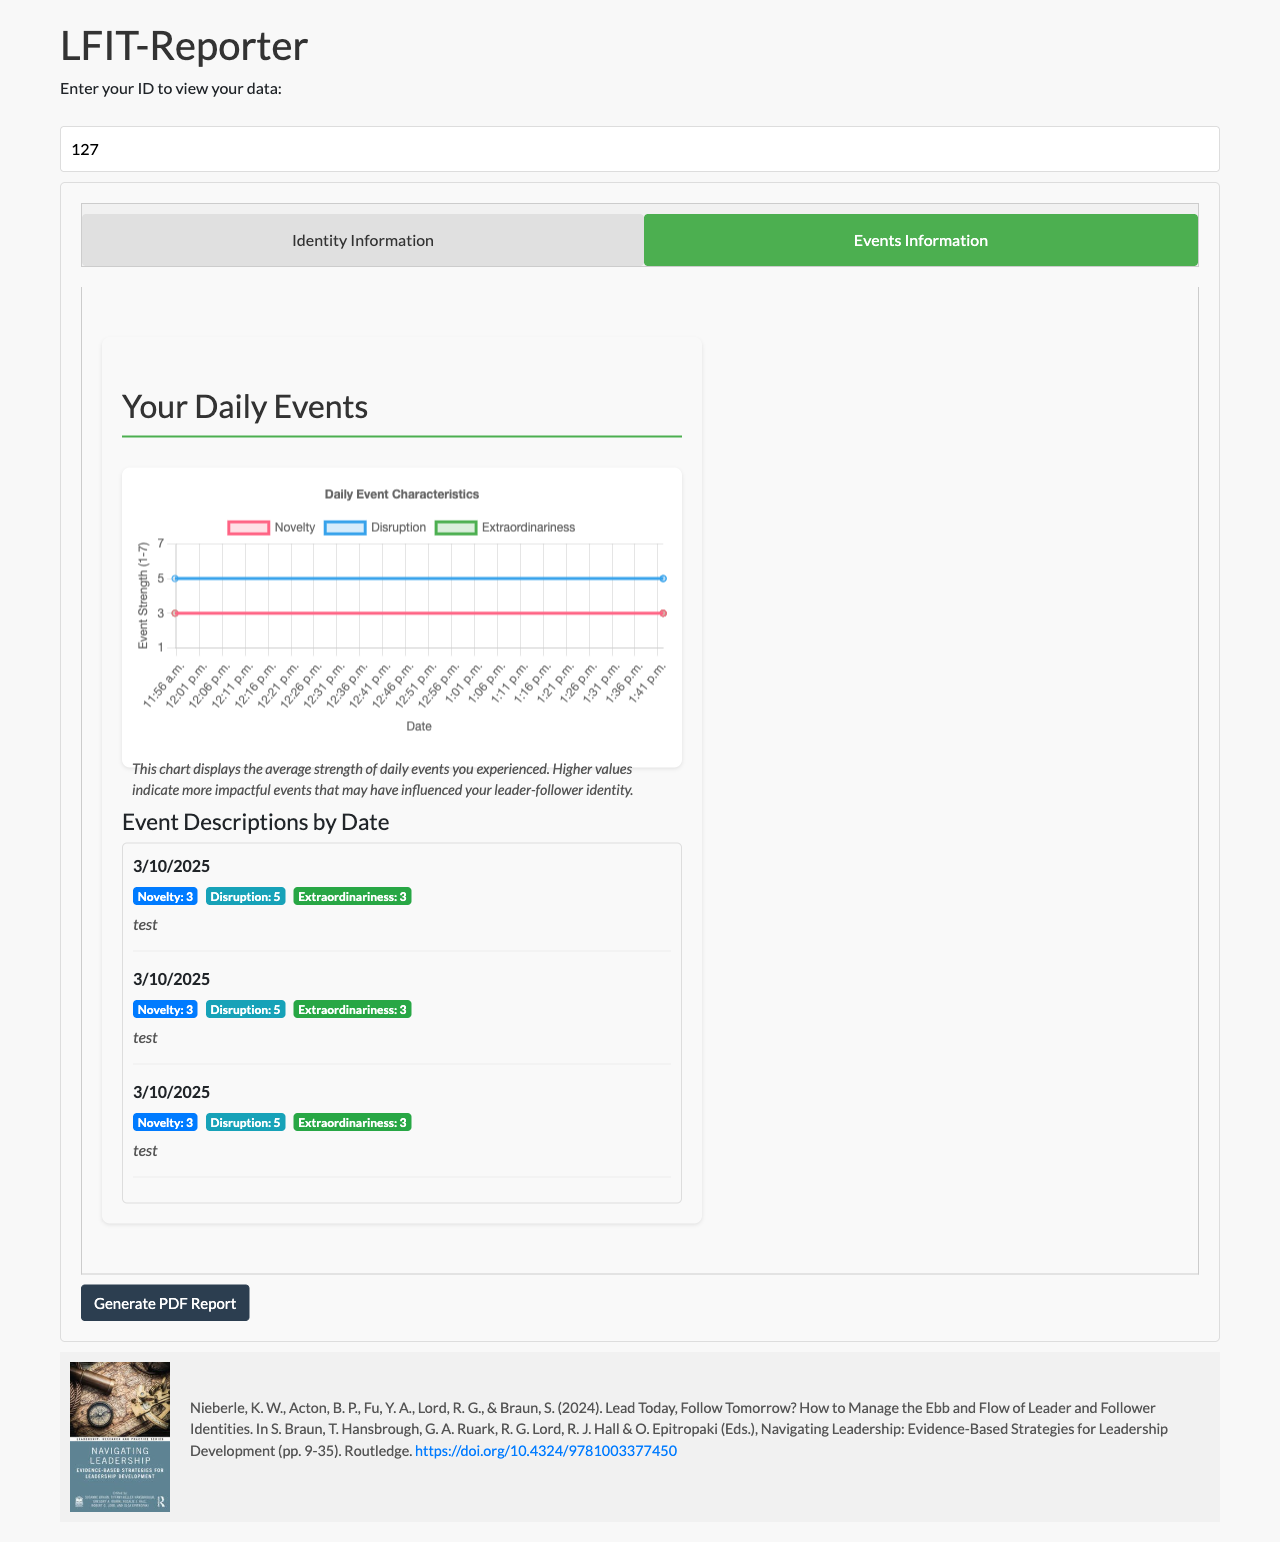 LFIT-Reporter
Enter your ID to view your data:
127
Identity Information
Events Information
Your Daily Events
Daily Event Characteristics
Novelty Disruption Extraordinariness
Event Strength (1-7)
7
5
3
1
11:56 a.m. 12:01 p.m. 12:06 p.m. 12:11 p.m. 12:16 p.m. 12:21 p.m. 12:26 p.m. 12:31 p.m. 12:36 p.m. 12:41 p.m. 12:46 p.m. 12:51 p.m. 12:56 p.m. 1:01 p.m. 1:06 p.m. 1:11 p.m. 1:16 p.m. 1:21 p.m. 1:26 p.m. 1:31 p.m. 1:36 p.m. 1:41 p.m.
Date
This chart displays the average strength of daily events you experienced. Higher values
indicate more impactful events that may have influenced your leader-follower identity.
Event Descriptions by Date
3/10/2025
Novelty: 3 Disruption: 5 Extraordinariness: 3
test
3/10/2025
Novelty: 3 Disruption: 5 Extraordinariness: 3
test
3/10/2025
Novelty: 3 Disruption: 5 Extraordinariness: 3
test
Generate PDF Report
NAVIGATING
LEADERSHIP
EVIDENCE-BASED STRATEGIES FOR
LEADERSHIP DEVELOPMENT
Nieberle, K. W., Acton, B. P., Fu, Y. A., Lord, R. G., & Braun, S. (2024). Lead Today, Follow Tomorrow? How to Manage the Ebb and Flow of Leader and Follower
Identities. In S. Braun, T. Hansbrough, G. A. Ruark, R. G. Lord, R. J. Hall & O. Epitropaki (Eds.), Navigating Leadership: Evidence-Based Strategies for Leadership
Development (pp. 9-35). Routledge. https://doi.org/10.4324/9781003377450